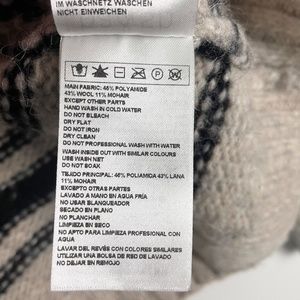 IM WASCHNETZ WASCHEN
NICHT EINWEICHEN
MAIN FABRIC: 46% POLYAMIDE
43% WOOL 11% MOHAIR
EXCEPT OTHER PARTS
HAND WASH IN COLD WATER
DO NOT BLEACH
DRY FLAT
DO NOT IRON
DRY CLEAN
DO NOT PROFESSIONAL WASH WITH WATER
WASH INSIDE OUT WITH SIMILAR COLOURS
USE WASH NET
DO NOT SOAK
TEJIDO PRINCIPAL: 46% POLIAMIDA 43% LANA
11% MOHAIR
EXCEPTO OTRAS PARTES
LAVADO A MANO EN AGUA FRÍA
NO USAR BLANQUEADOR
SECADO EN PLANO
NO PLANCHAR
LIMPIEZA EN SECO
NO APTO PARA LIMPIEZA PROFESIONAL CON
AGUA
LAVAR DEL REVÉS CON COLORES SIMILARES
UTILIZAR UNA BOLSA DE RED DE LAVADO
NO DEJAR EN REMOJO